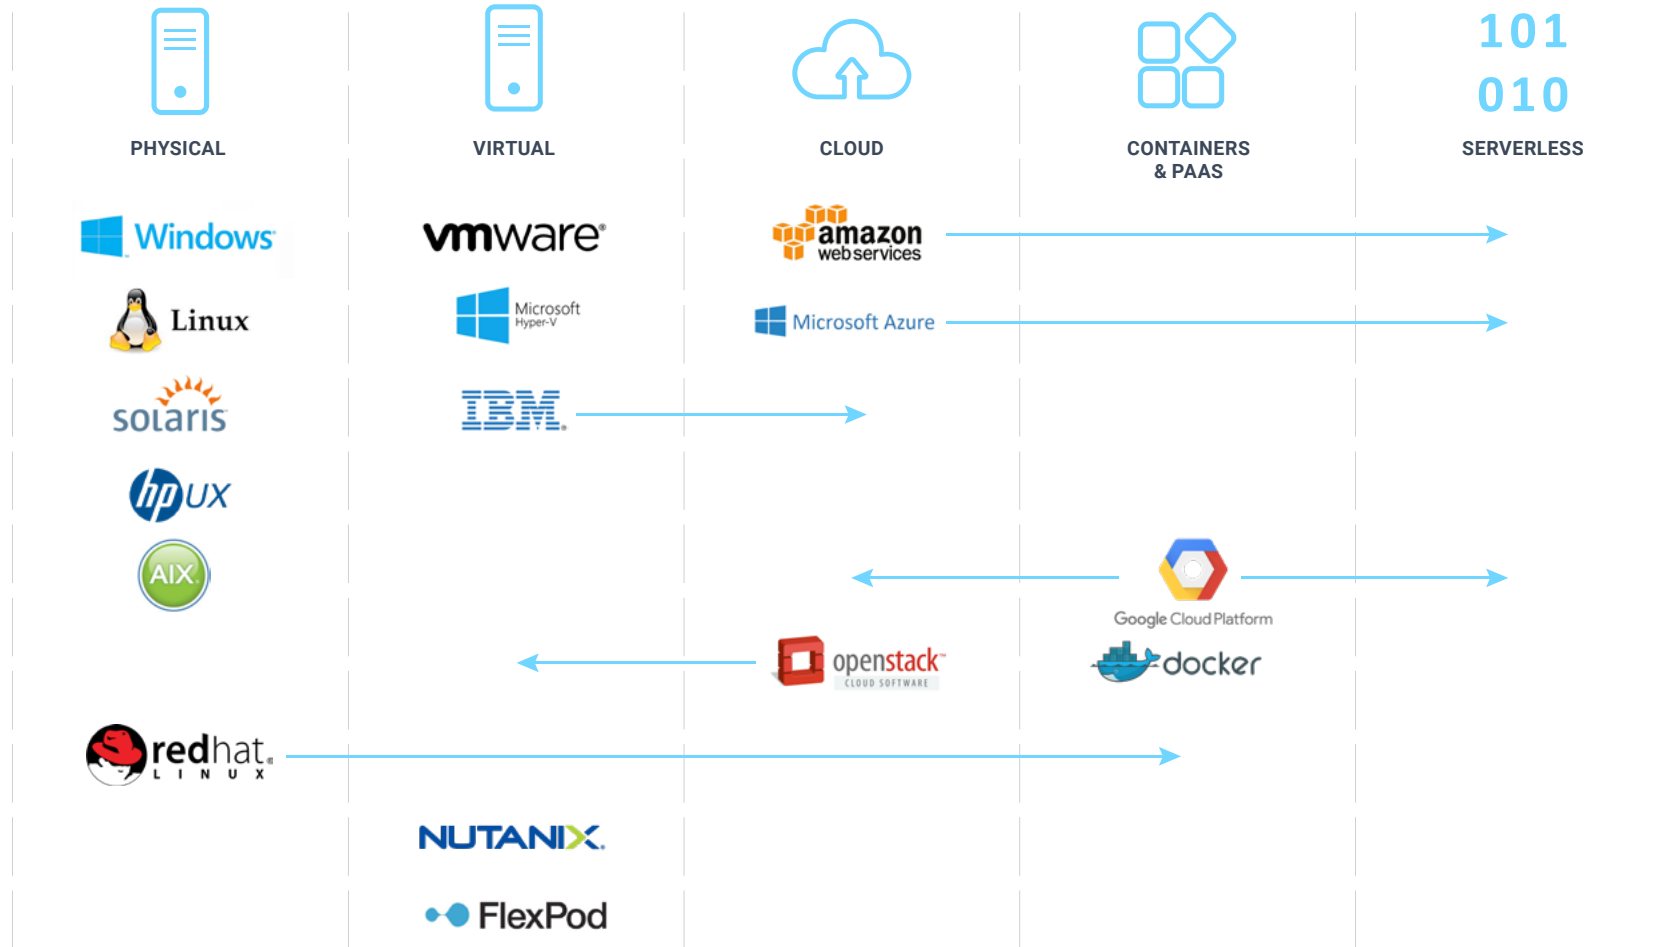 101
010
PHYSICAL
VIRTUAL
CLOUD
CONTAINERS
& PAAS
SERVERLESS
Windows
vmware®
amazon
webservices
Linux
Microsoft
Hyper-V
Microsoft Azure
solaris
IBM®
hp UX
AIX
Google Cloud Platform
openstack™
CLOUD SOFTWARE
docker
redhat®
LINUX
NUTANIX®
FlexPod